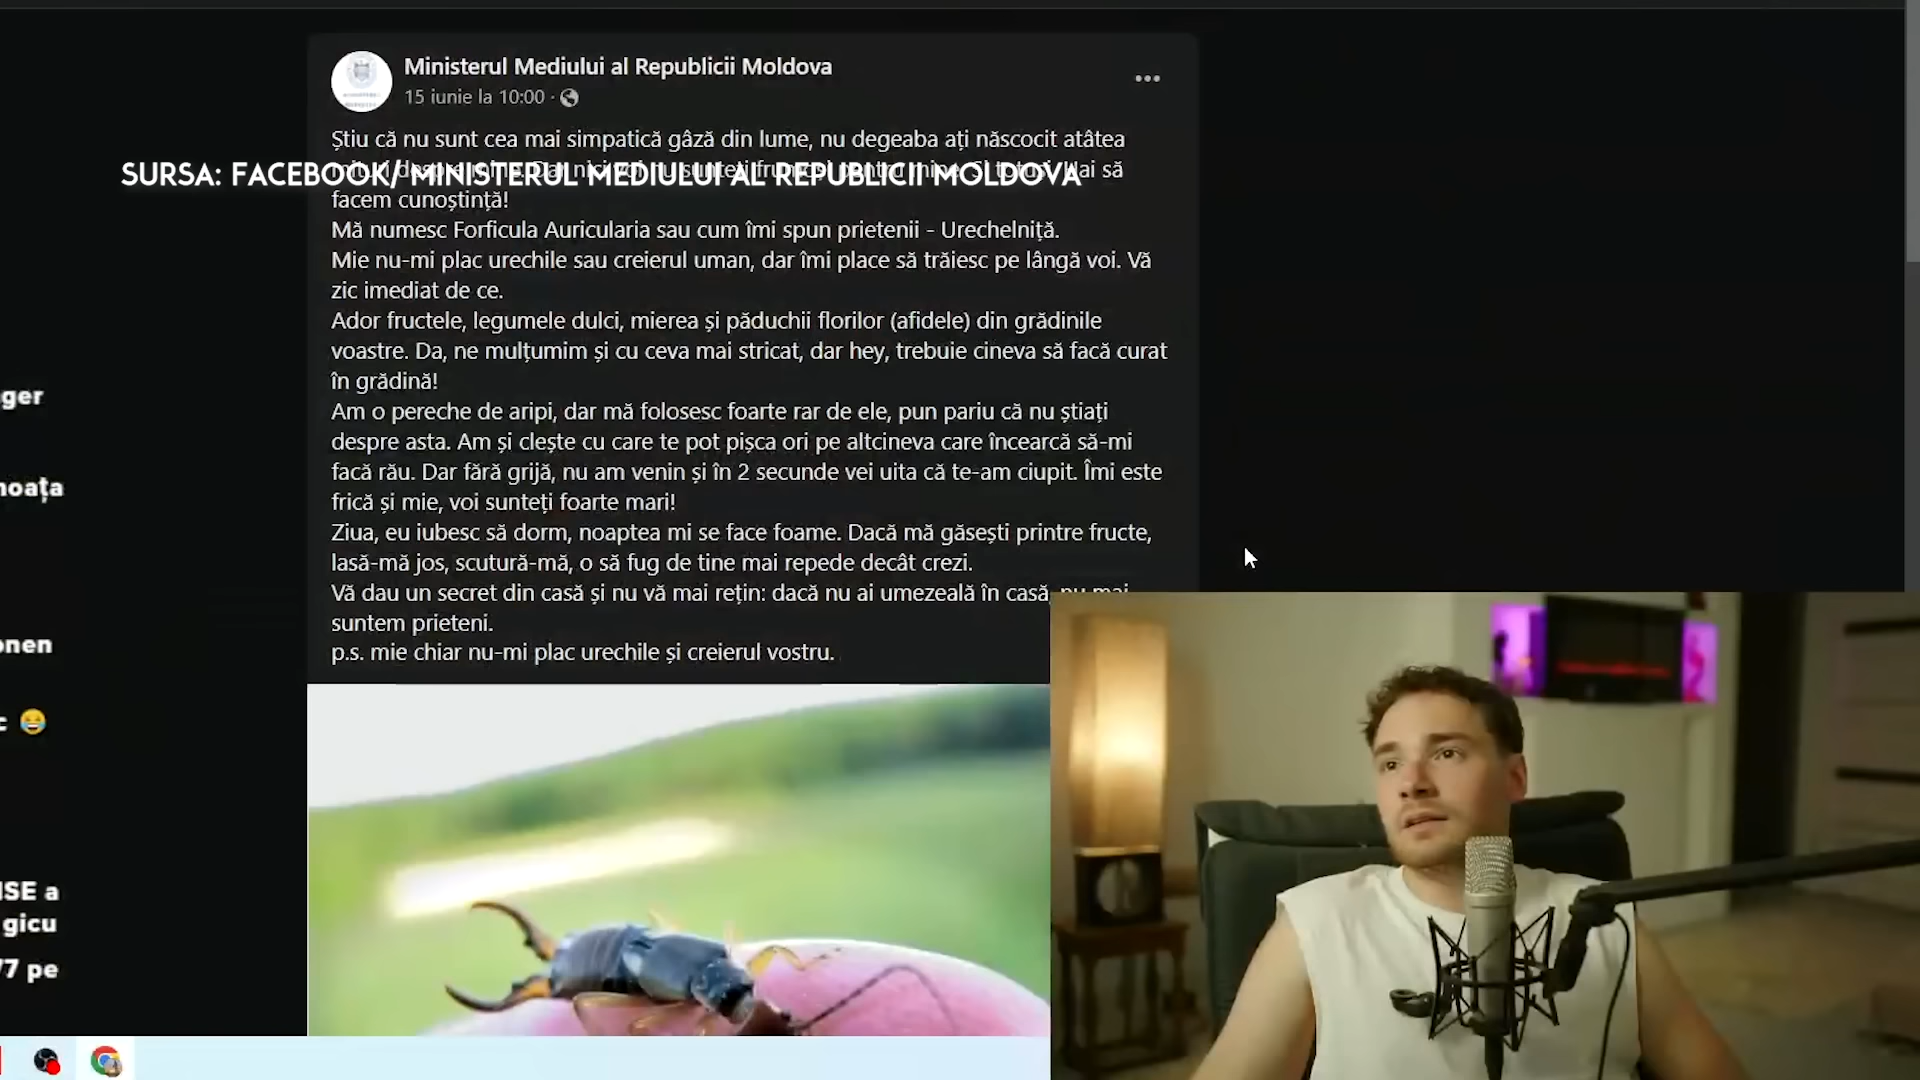 Ministerul Mediului al Republicii Moldova
15 iunie la 10:00 ·
Știu că nu sunt cea mai simpatică gâză din lume, nu degeaba ați născocit atâtea
SURSA: FACEBOOK/ MINISTERUL MEDIULUI AL REPUBLICII MOLDOVA
să
facem cunoștință!
Mă numesc Forficula Auricularia sau cum îmi spun prietenii - Urechelniță.
Mie nu-mi plac urechile sau creierul uman, dar îmi place să trăiesc pe lângă voi. Vă
zic imediat de ce.
Ador fructele, legumele dulci, mierea și păduchii florilor (afidele) din grădinile
voastre. Da, ne mulțumim și cu ceva mai stricat, dar hey, trebuie cineva să facă curat
în grădină!
Am o pereche de aripi, dar mă folosesc foarte rar de ele, pun pariu că nu știați
despre asta. Am și clește cu care te pot pișca ori pe altcineva care încearcă să-mi
facă rău. Dar fără grijă, nu am venin și în 2 secunde vei uita că te-am ciupit. Îmi este
frică și mie, voi sunteți foarte mari!
Ziua, eu iubesc să dorm, noaptea mi se face foame. Dacă mă găsești printre fructe,
lasă-mă jos, scutură-mă, o să fug de tine mai repede decât crezi.
Vă dau un secret din casă și nu vă mai rețin: dacă nu ai umezeală în casă, nu mai
suntem prieteni.
p.s. mie chiar nu-mi plac urechile și creierul vostru.
ger
noața
onen
c 😂
ISE a
gicu
77 pe